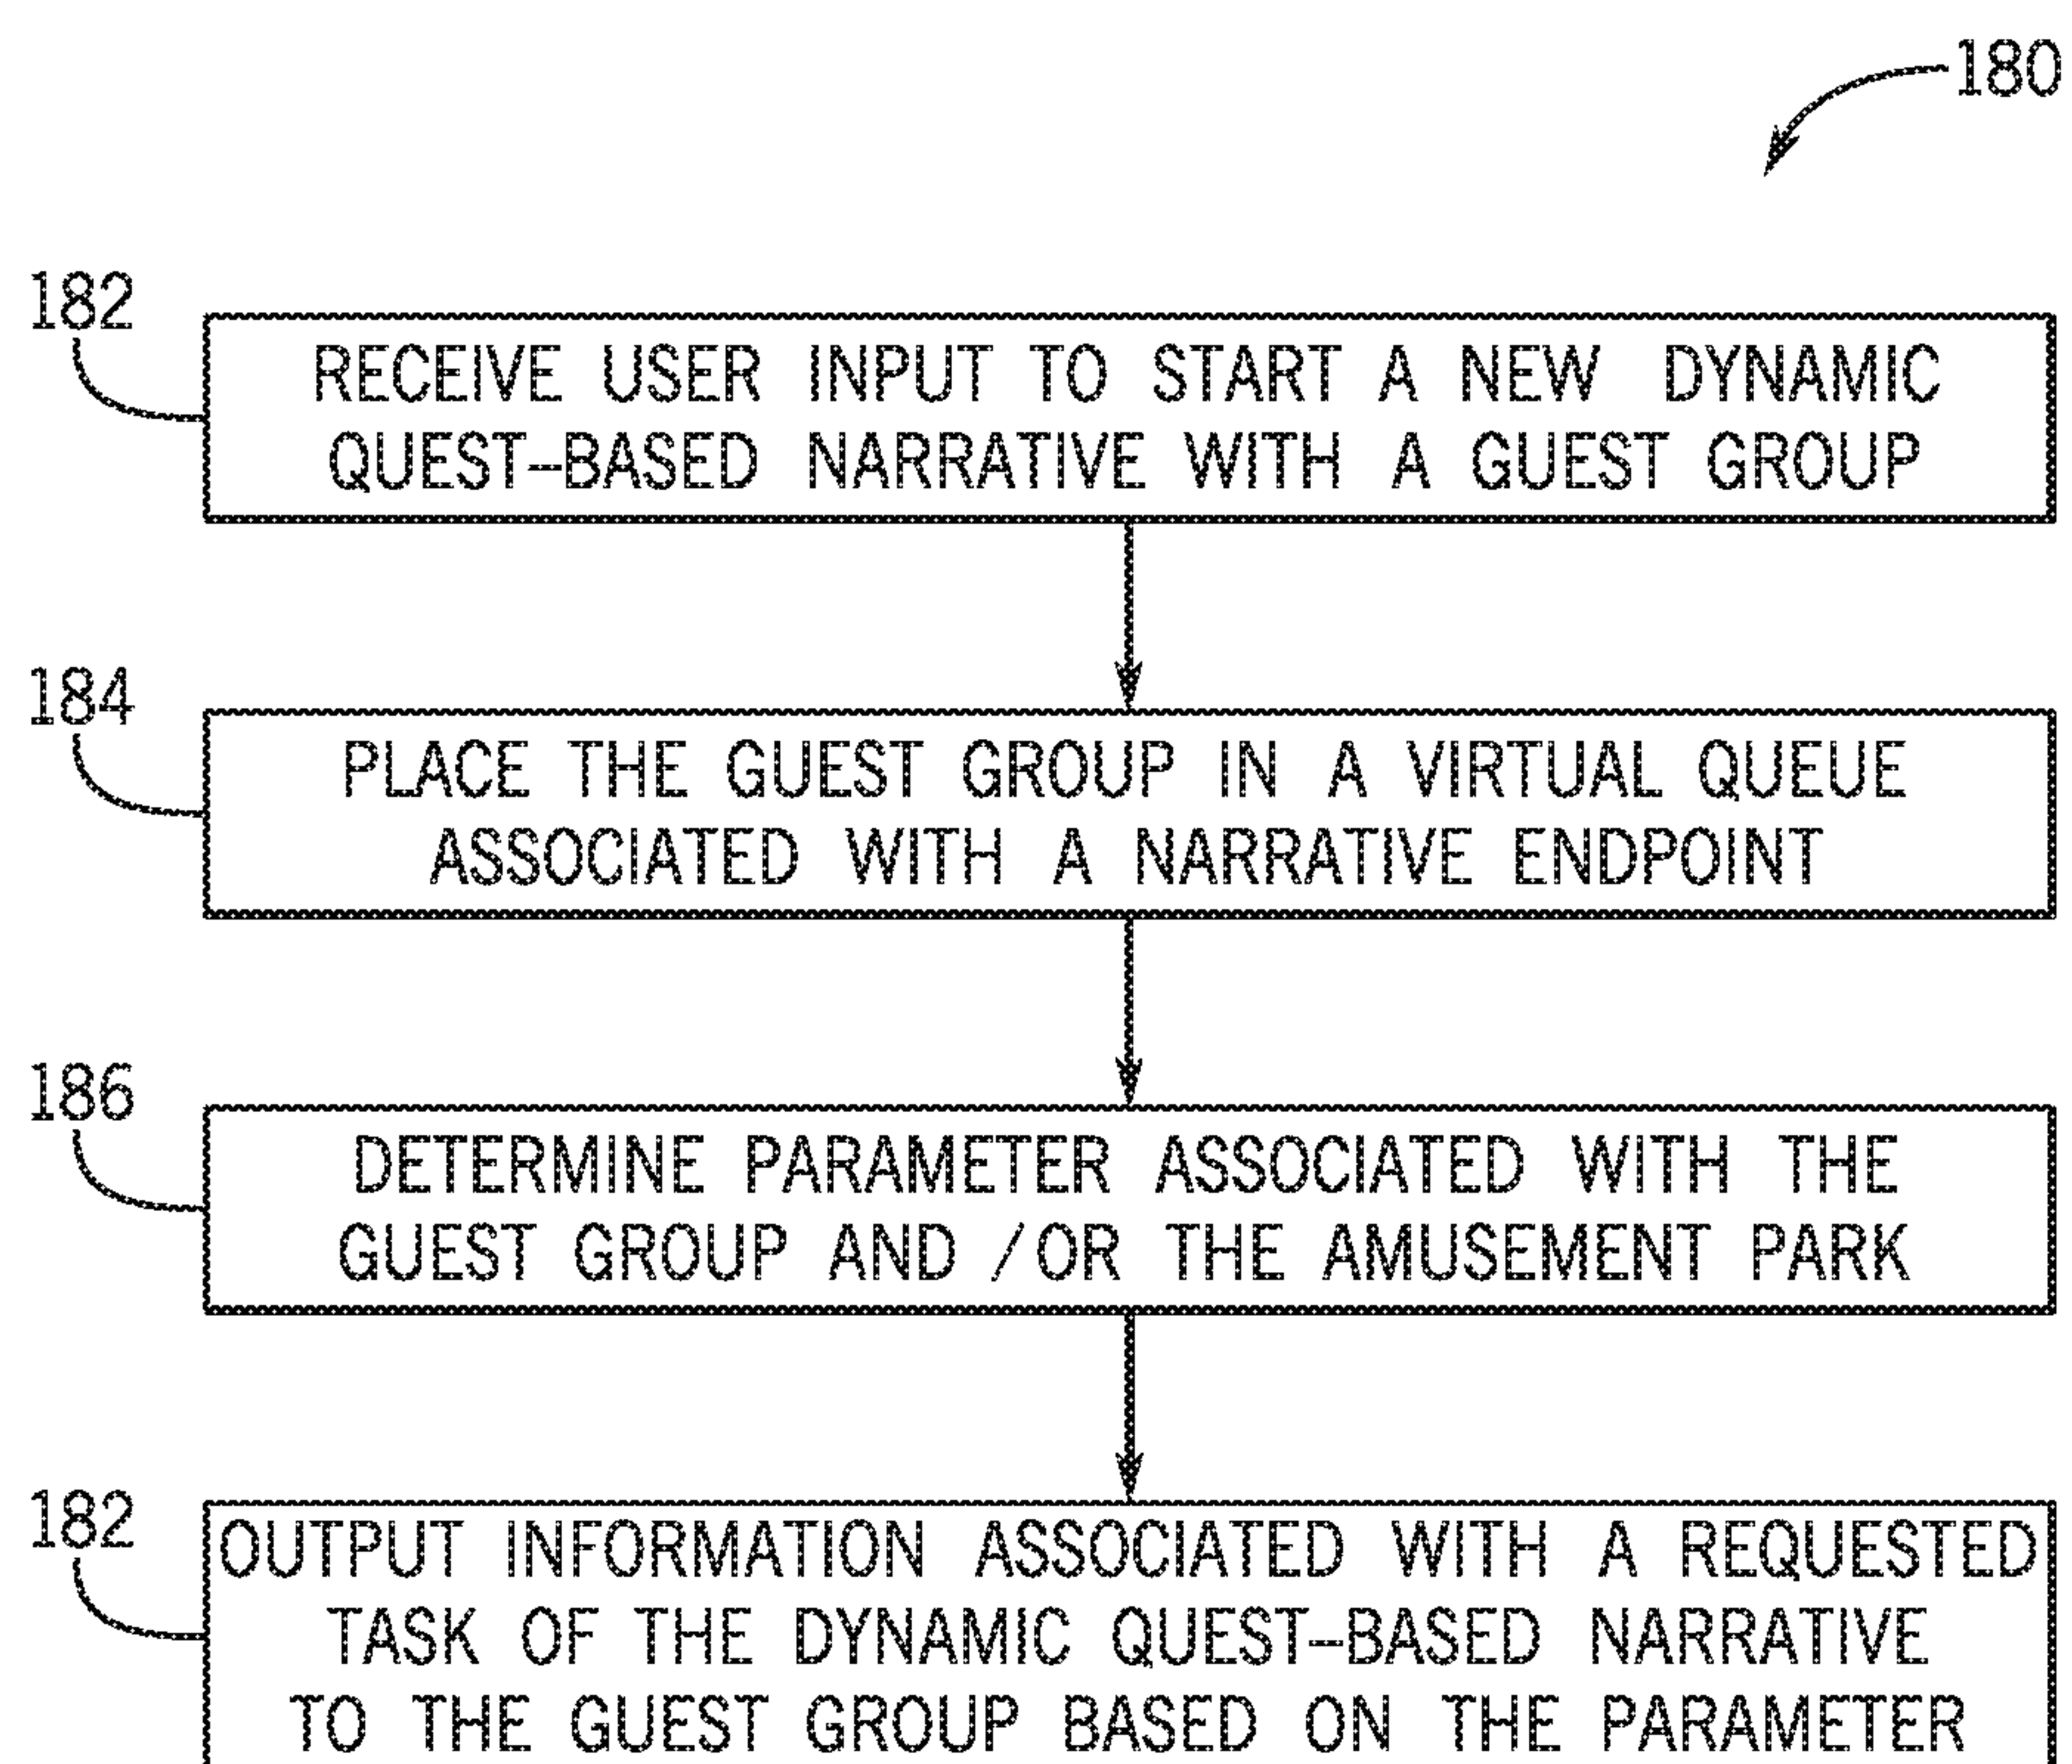 180
182
RECEIVE USER INPUT TO START A NEW DYNAMIC
QUEST-BASED NARRATIVE WITH A GUEST GROUP
184
PLACE THE GUEST GROUP IN A VIRTUAL QUEUE
ASSOCIATED WITH A NARRATIVE ENDPOINT
186
DETERMINE PARAMETER ASSOCIATED WITH THE
GUEST GROUP AND /OR THE AMUSEMENT PARK
182
OUTPUT INFORMATION ASSOCIATED WITH A REQUESTED
TASK OF THE DYNAMIC QUEST-BASED NARRATIVE
TO THE GUEST GROUP BASED ON THE PARAMETER